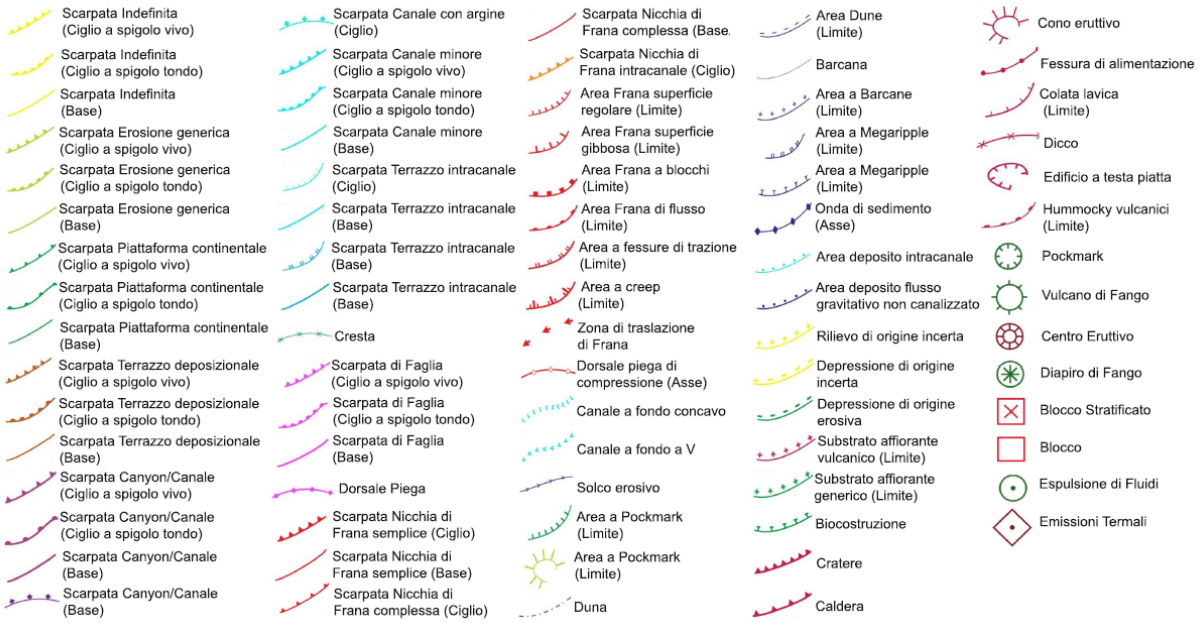 Scarpata Indefinita
(Ciglio a spigolo vivo)
Scarpata Indefinita
(Ciglio a spigolo tondo)
Scarpata Indefinita
(Base)
Scarpata Erosione generica
(Ciglio a spigolo vivo)
Scarpata Erosione generica
(Ciglio a spigolo tondo)
Scarpata Erosione generica
(Base)
Scarpata Piattaforma continentale
(Ciglio a spigolo vivo)
Scarpata Piattaforma continentale
(Ciglio a spigolo tondo)
Scarpata Piattaforma continentale
(Base)
Scarpata Terrazzo deposizionale
(Ciglio a spigolo vivo)
Scarpata Terrazzo deposizionale
(Ciglio a spigolo tondo)
Scarpata Terrazzo deposizionale
(Base)
Scarpata Canyon/Canale
(Ciglio a spigolo vivo)
Scarpata Canyon/Canale
(Ciglio a spigolo tondo)
Scarpata Canyon/Canale
(Base)
Scarpata Canyon/Canale
(Base)
Scarpata Canale con argine
(Ciglio)
Scarpata Canale minore
(Ciglio a spigolo vivo)
Scarpata Canale minore
(Ciglio a spigolo tondo)
Scarpata Canale minore
(Base)
Scarpata Terrazzo intracanale
(Ciglio)
Scarpata Terrazzo intracanale
(Base)
Scarpata Terrazzo intracanale
(Base)
Scarpata Terrazzo intracanale
(Base)
Cresta
Scarpata di Faglia
(Ciglio a spigolo vivo)
Scarpata di Faglia
(Ciglio a spigolo tondo)
Scarpata di Faglia
(Base)
Dorsale Piega
Scarpata Nicchia di
Frana semplice (Ciglio)
Scarpata Nicchia di
Frana semplice (Base)
Scarpata Nicchia di
Frana complessa (Ciglio)
Scarpata Nicchia di
Frana complessa (Base.
Scarpata Nicchia di
Frana intracanale (Ciglio)
Area Frana superficie
regolare (Limite)
Area Frana superficie
gibbosa (Limite)
Area Frana a blocchi
(Limite)
Area Frana di flusso
(Limite)
Area a fessure di trazione
(Limite)
Area a creep
(Limite)
Zona di traslazione
di Frana
Dorsale piega di
compressione (Asse)
Canale a fondo concavo
Canale a fondo a V
Solco erosivo
Area a Pockmark
(Limite)
Area a Pockmark
(Limite)
Duna
Area Dune
(Limite)
Barcana
Area a Barcane
(Limite)
Area a Megaripple
(Limite)
Area a Megaripple
(Limite)
Onda di sedimento
(Asse)
Area deposito intracanale
Area deposito flusso
gravitativo non canalizzato
Rilievo di origine incerta
Depressione di origine
incerta
Depressione di origine
erosiva
Substrato affiorante
vulcanico (Limite)
Substrato affiorante
generico (Limite)
Biocostruzione
Cratere
Caldera
Cono eruttivo
Fessura di alimentazione
Colata lavica
(Limite)
Dicco
Edificio a testa piatta
Hummocky vulcanici
(Limite)
Pockmark
Vulcano di Fango
Centro Eruttivo
Diapiro di Fango
Blocco Stratificato
Blocco
Espulsione di Fluidi
Emissioni Termali